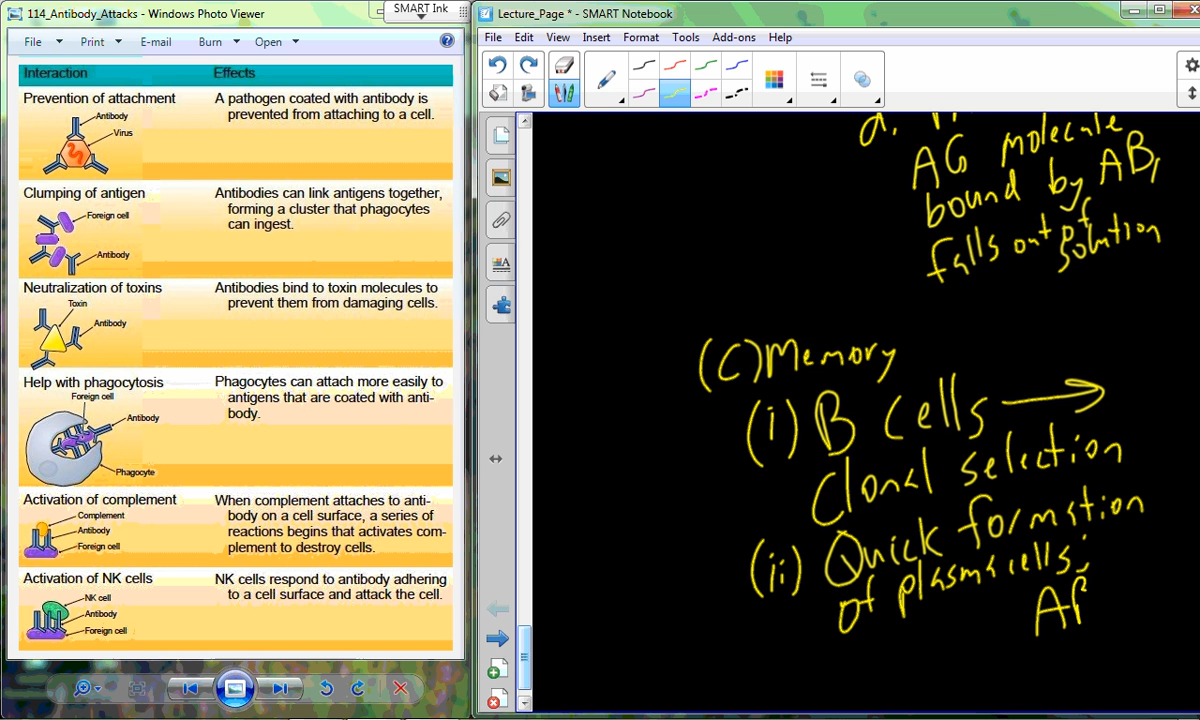 114_Antibody_Attacks - Windows Photo Viewer
SMART Ink
File Print E-mail Burn Open
Interaction Effects
Prevention of attachment
Antibody
Virus
A pathogen coated with antibody is
prevented from attaching to a cell.
Clumping of antigen
Foreign cell
Antibody
Antibodies can link antigens together,
forming a cluster that phagocytes
can ingest.
Neutralization of toxins
Toxin
Antibody
Antibodies bind to toxin molecules to
prevent them from damaging cells.
Help with phagocytosis
Foreign cell
Antibody
Phagocyte
Phagocytes can attach more easily to
antigens that are coated with anti-
body.
Activation of complement
Complement
Antibody
Foreign cell
When complement attaches to anti-
body on a cell surface, a series of
reactions begins that activates com-
plement to destroy cells.
Activation of NK cells
NK cell
Antibody
Foreign cell
NK cells respond to antibody adhering
to a cell surface and attack the cell.
Lecture_Page * - SMART Notebook
File Edit View Insert Format Tools Add-ons Help
a.
AG molecule
bound by AB,
falls out of
solution
(C) Memory
(i) B cells →
Clonal selection
(ii) Quick formation
of plasma cells: